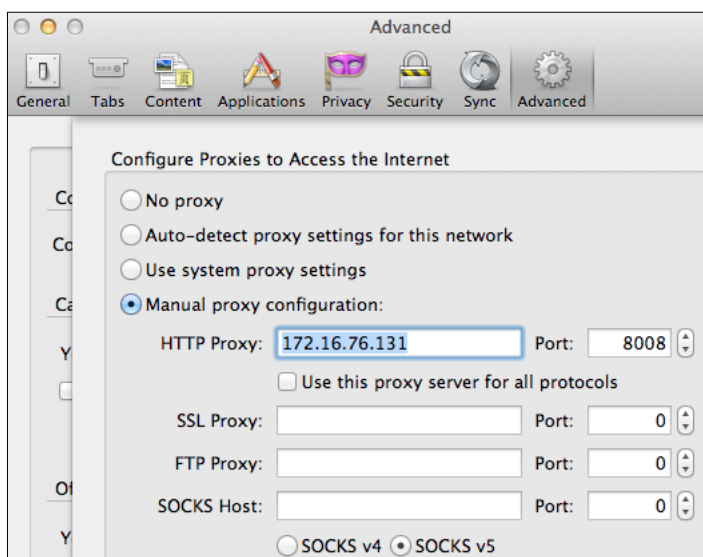 Advanced
General Tabs Content Applications Privacy Security Sync Advanced
Configure Proxies to Access the Internet
No proxy
Auto-detect proxy settings for this network
Use system proxy settings
Manual proxy configuration:
HTTP Proxy: 172.16.76.131 Port: 8008
Use this proxy server for all protocols
SSL Proxy: Port: 0
FTP Proxy: Port: 0
SOCKS Host: Port: 0
SOCKS v4 SOCKS v5